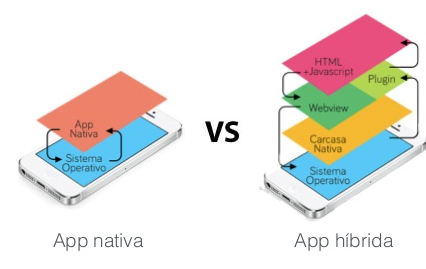 App
Nativa
Sistema
Operativo
VS
HTML
+Javascript
Plugin
Webview
Carcasa
Nativa
Sistema
Operativo
App nativa
App híbrida